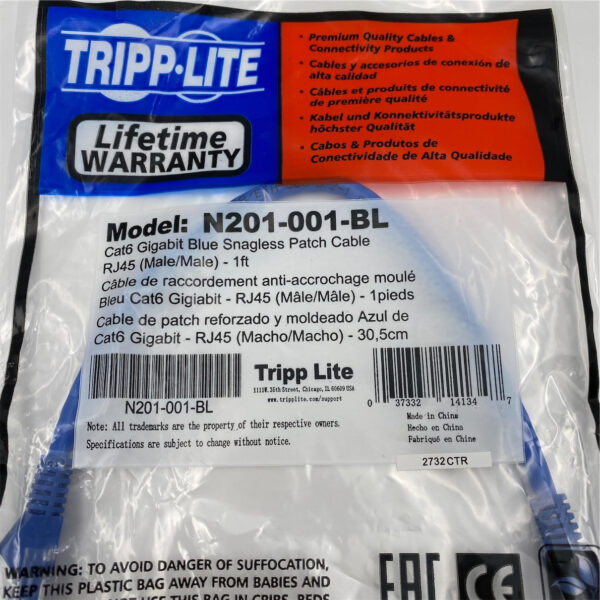 TRIPP·LITE
Lifetime
WARRANTY
• Premium Quality Cables &
Connectivity Products
• Cables y accesorios de conexión de
alta calidad
• Câbles et produits de connectivité
de première qualité
• Kabel und Konnektivitätsprodukte
höchster Qualität
• Cabos & Produtos de
Conectividade de Alta Qualidade
Model: N201-001-BL
Cat6 Gigabit Blue Snagless Patch Cable
RJ45 (Male/Male) - 1ft
Câble de raccordement anti-accrochage moulé
Bleu Cat6 Gigiabit - RJ45 (Mâle/Mâle) - 1pieds
Cable de patch reforzado y moldeado Azul de
Cat6 Gigabit - RJ45 (Macho/Macho) - 30,5cm
Tripp Lite
1111W. 35th Street, Chicago, IL 60609 USA
www.tripplite.com/support
N201-001-BL
0 37332 14134 7
Note: All trademarks are the property of their respective owners.
Specifications are subject to change without notice.
Made in China
Hecho en China
Fabriqué en Chine
2732CTR
WARNING: TO AVOID DANGER OF SUFFOCATION,
KEEP THIS PLASTIC BAG AWAY FROM BABIES AND
NOT USE THIS BAG IN CRIBS, BEDS
EAC CE